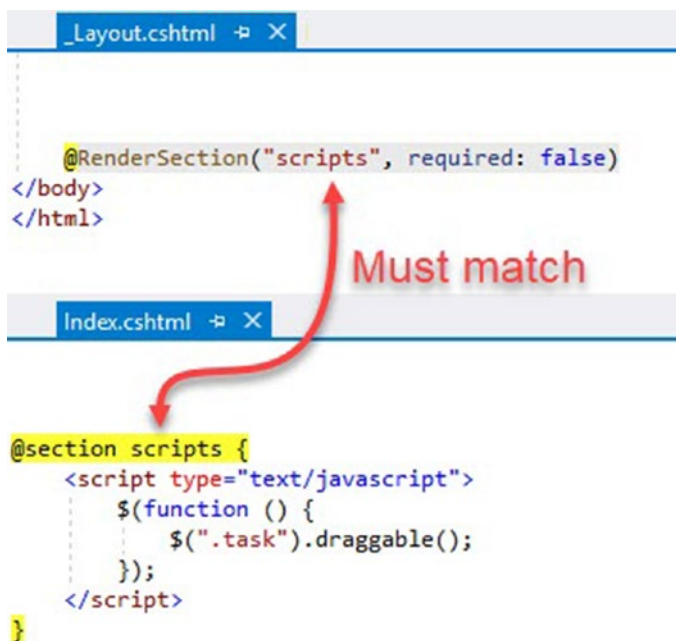 _Layout.cshtml
@RenderSection("scripts", required: false)
</body>
</html>
Must match
Index.cshtml
@section scripts {
<script type="text/javascript">
$(function () {
$(".task").draggable();
});
</script>
}